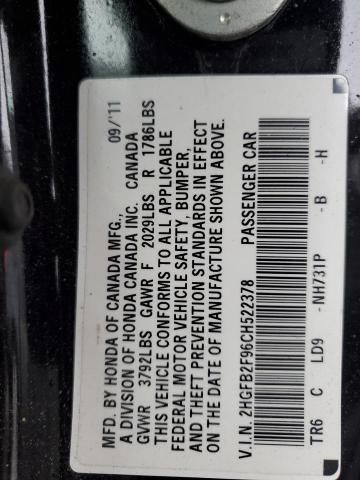 MFD. BY HONDA OF CANADA MFG., 09/'11
A DIVISION OF HONDA CANADA INC. CANADA
GVWR 3792LBS GAWR F 2029LBS R 1786LBS
THIS VEHICLE CONFORMS TO ALL APPLICABLE
FEDERAL MOTOR VEHICLE SAFETY, BUMPER,
AND THEFT PREVENTION STANDARDS IN EFFECT
ON THE DATE OF MANUFACTURE SHOWN ABOVE.
V.I.N. 2HGFB2F96CH522378 PASSENGER CAR
TR6 C LD9 -NH731P -B -H